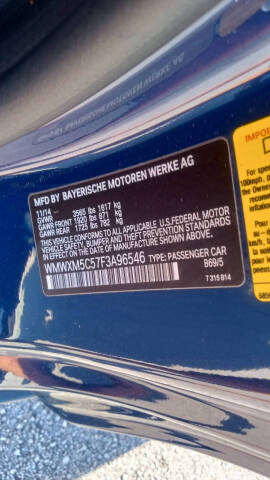 MFD BY BAYERISCHE MOTOREN WERKE AG
11/14
GVWR 3565 lbs 1617 kg
GAWR FRONT 1920 lbs 871 kg
GAWR REAR 1725 lbs 782 kg
THIS VEHICLE CONFORMS TO ALL APPLICABLE U.S. FEDERAL MOTOR
VEHICLE SAFETY, BUMPER, AND THEFT PREVENTION STANDARDS
IN EFFECT ON THE DATE OF MANUFACTURE SHOWN ABOVE.
WMWXM5C57F3A96546 TYPE: PASSENGER CAR
B69/5
7 315 814